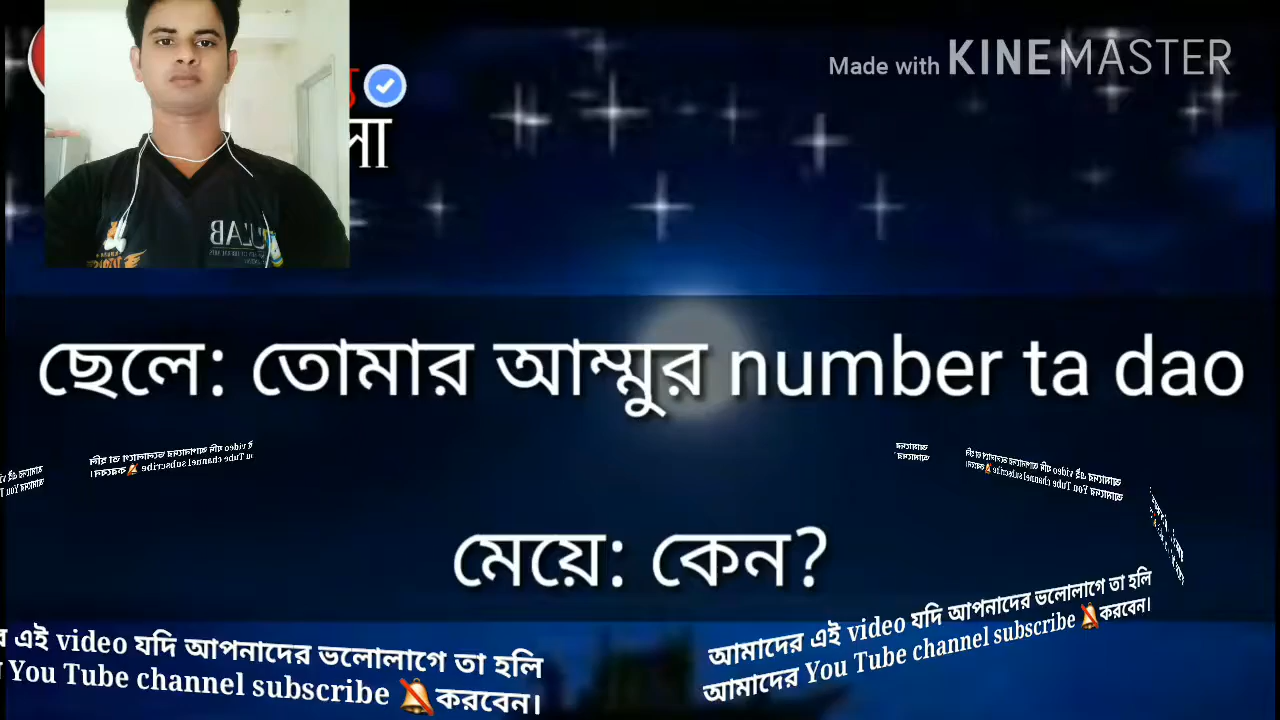 Made with KINEMASTER
ULAB
ছেলে: তোমার আম্মুর number ta dao
মেয়ে: কেন?
এই video যদি আপনাদের ভলোলাগে তা হলি
You Tube channel subscribe 🔔করবেন।
আমাদের এই video যদি আপনাদের ভলোলাগে তা হলি
আমাদের You Tube channel subscribe 🔔করবেন।